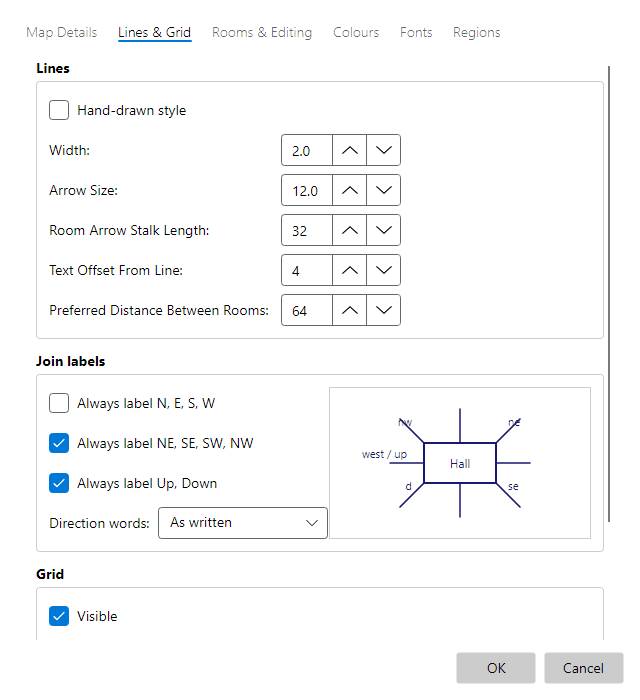 Map Details Lines & Grid Rooms & Editing Colours Fonts Regions
Lines
Hand-drawn style
Width: 2.0
Arrow Size: 12.0
Room Arrow Stalk Length: 32
Text Offset From Line: 4
Preferred Distance Between Rooms: 64
Join labels
Always label N, E, S, W
Always label NE, SE, SW, NW
Always label Up, Down
Direction words: As written
nw ne
west / up
Hall
d se
Grid
Visible
OK Cancel